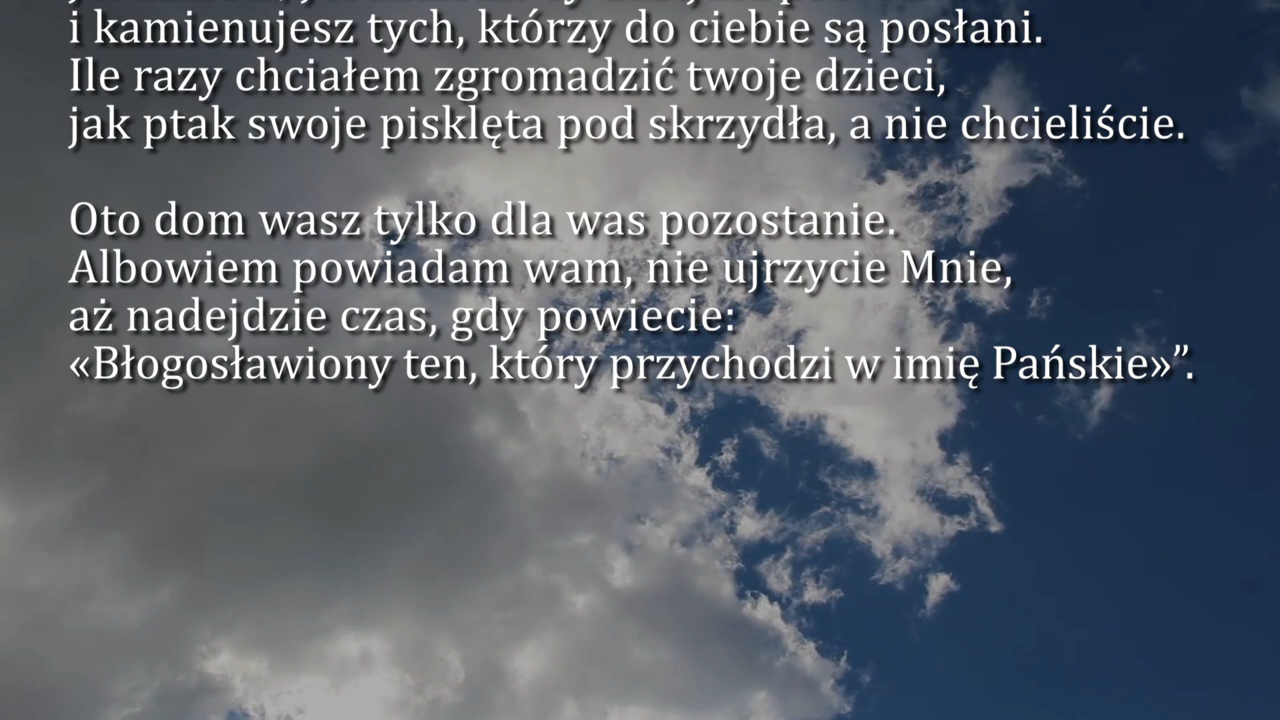 i kamienujesz tych, którzy do ciebie są posłani.
Ile razy chciałem zgromadzić twoje dzieci,
jak ptak swoje pisklęta pod skrzydła, a nie chcieliście.
Oto dom wasz tylko dla was pozostanie.
Albowiem powiadam wam, nie ujrzycie Mnie,
aż nadejdzie czas, gdy powiecie:
«Błogosławiony ten, który przychodzi w imię Pańskie»”.